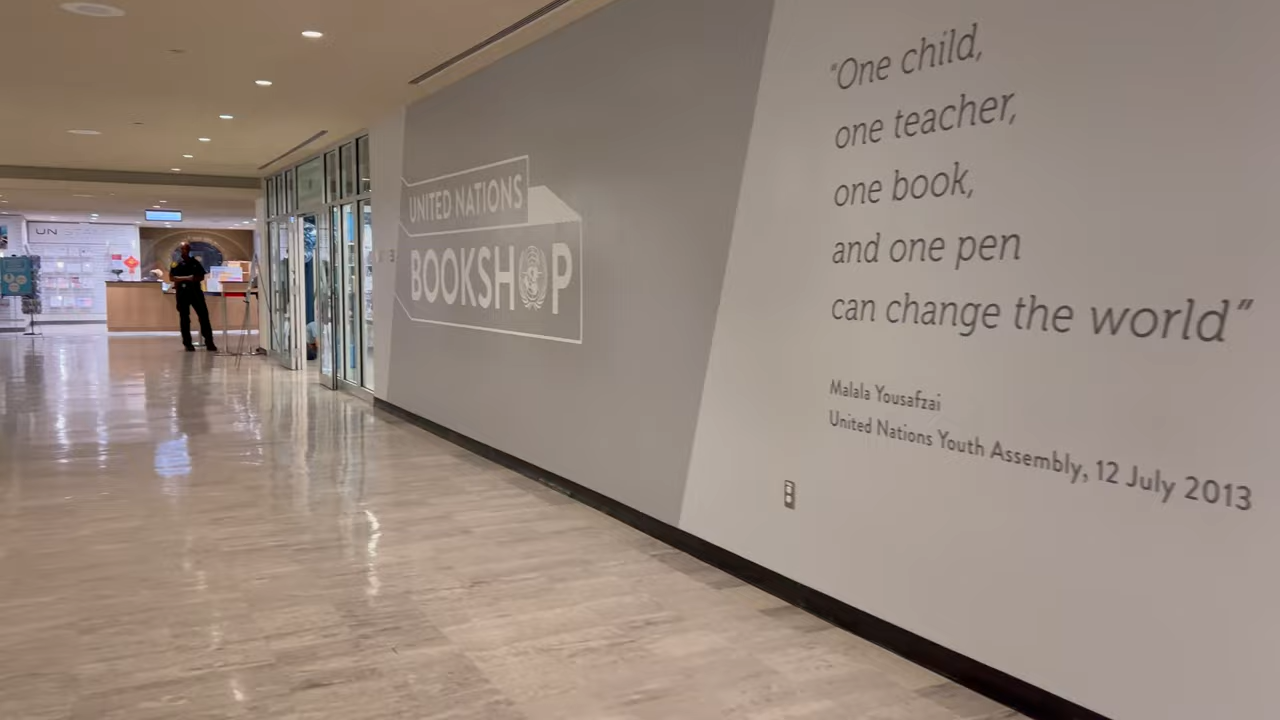 UNITED NATIONS
BOOKSHOP
"One child,
one teacher,
one book,
and one pen
can change the world"
Malala Yousafzai
United Nations Youth Assembly, 12 July 2013
UN